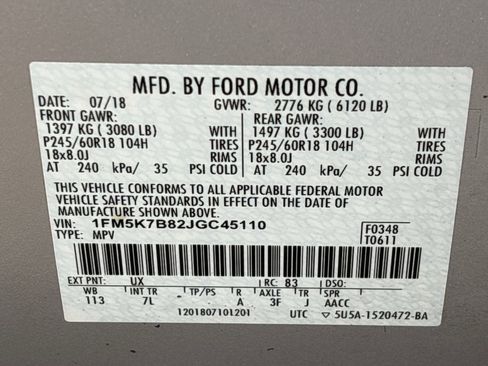 MFD. BY FORD MOTOR CO.
DATE: 07/18 GVWR: 2776 KG ( 6120 LB)
FRONT GAWR: REAR GAWR:
1397 KG ( 3080 LB) WITH 1497 KG ( 3300 LB) WITH
P245/60R18 104H TIRES P245/60R18 104H TIRES
18x8.0J RIMS 18x8.0J RIMS
AT 240 kPa/ 35 PSI COLD AT 240 kPa/ 35 PSI COLD
THIS VEHICLE CONFORMS TO ALL APPLICABLE FEDERAL MOTOR
VEHICLE SAFETY STANDARDS IN EFFECT ON THE DATE OF
MANUFACTURE SHOWN ABOVE.
VIN: 1FM5K7B82JGC45110 F0348
TYPE: MPV T0611
EXT PNT: UX RC: 83 DSO:
WB INT TR TP/PS R AXLE TR SPR
113 7L A 3F J AACC
1201807101201 UTC 5U5A-1520472-BA